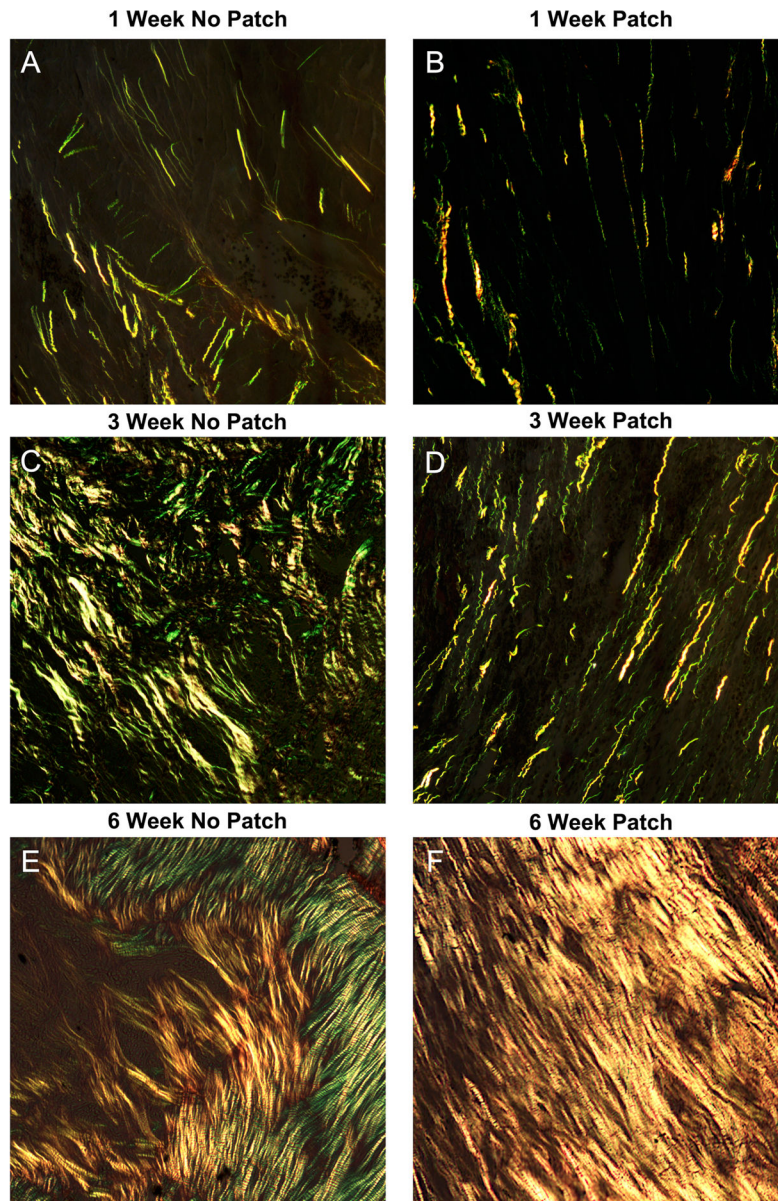 1 Week No Patch
1 Week Patch
A
B
3 Week No Patch
3 Week Patch
C
D
6 Week No Patch
6 Week Patch
E
F